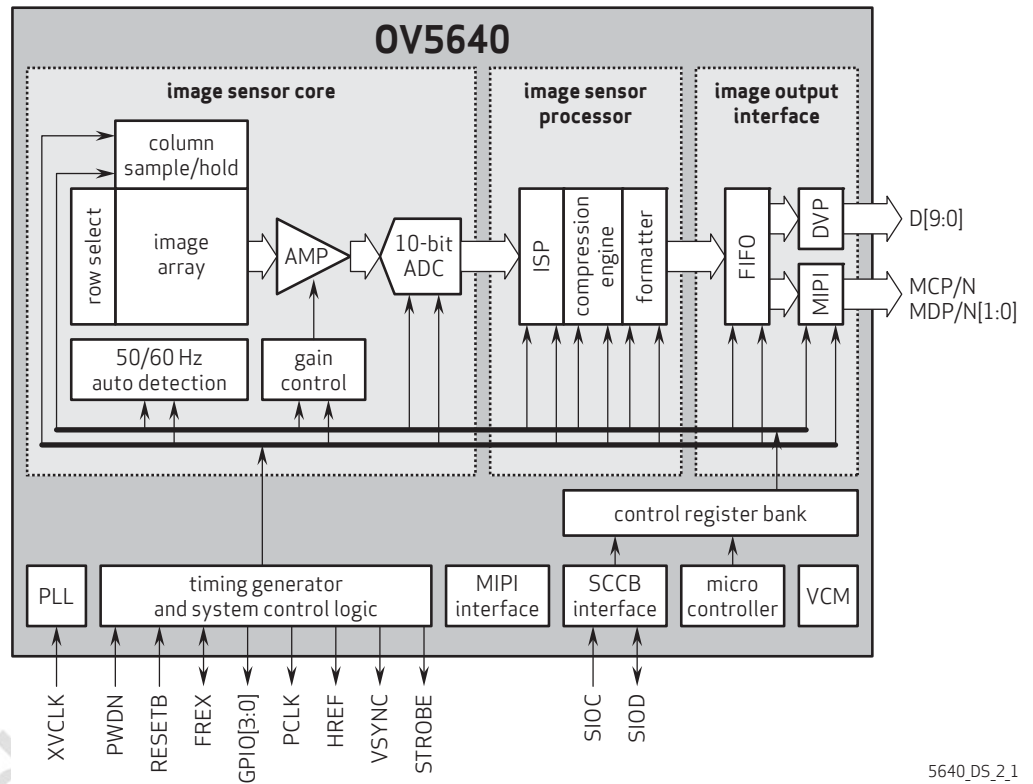 OV5640
image sensor core
image sensor
processor
image output
interface
column
sample/hold
row select
image
array
AMP
10-bit
ADC
ISP
compression
engine
formatter
FIFO
DVP
MIPI
D[9:0]
MCP/N
MDP/N[1:0]
50/60 Hz
auto detection
gain
control
control register bank
PLL
timing generator
and system control logic
MIPI
interface
SCCB
interface
micro
controller
VCM
XVCLK
PWDN
RESETB
FREX
GPIO[3:0]
PCLK
HREF
VSYNC
STROBE
SIOC
SIOD
5640_DS_2_1